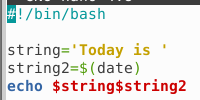 #!/bin/bash
string='Today is '
string2=$(date)
echo $string$string2